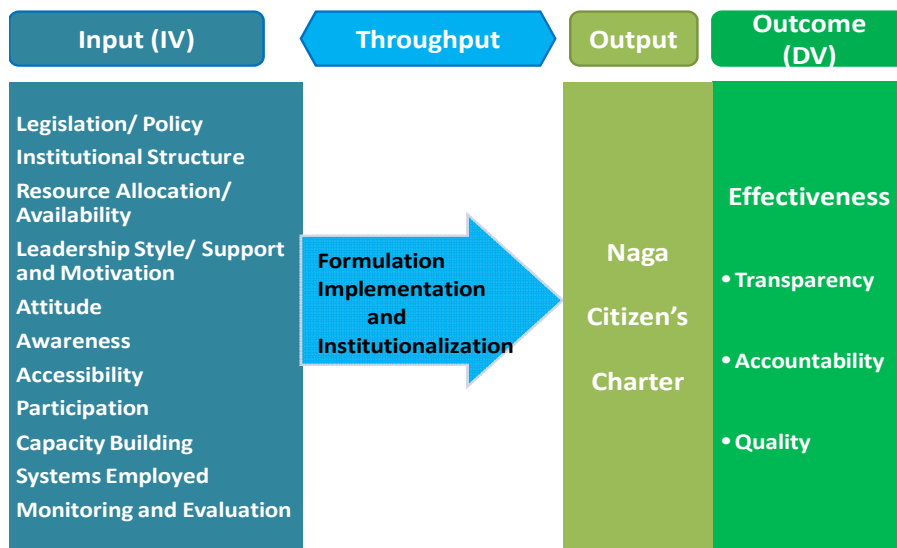 Input (IV)
Throughput
Output
Outcome
(DV)
Legislation/ Policy
Institutional Structure
Resource Allocation/
Availability
Leadership Style/ Support
and Motivation
Attitude
Awareness
Accessibility
Participation
Capacity Building
Systems Employed
Monitoring and Evaluation
Formulation
Implementation
and
Institutionalization
Naga
Citizen's
Charter
Effectiveness
• Transparency
• Accountability
• Quality